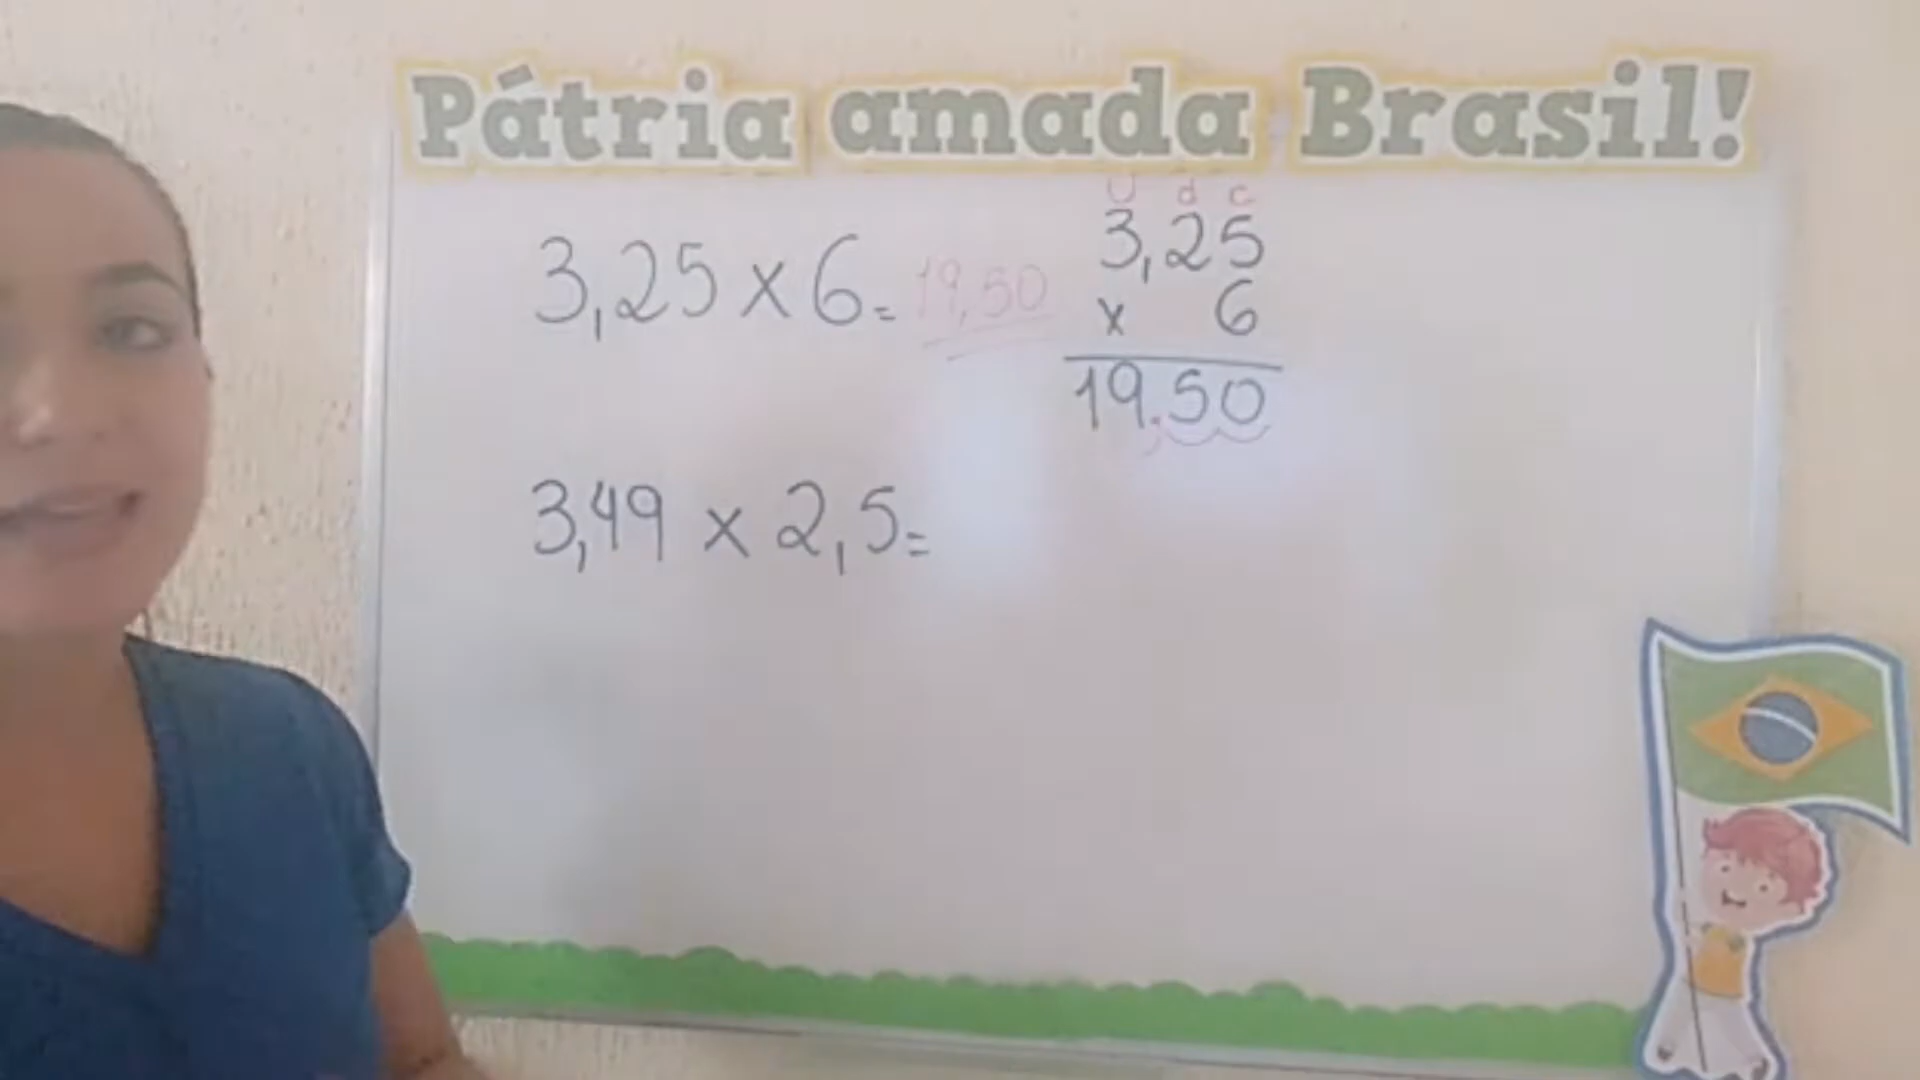 Pátria amada Brasil!
3,25 x 6 = 19,50
U d c
3,25
x 6
19,50
3,49 x 2,5 =